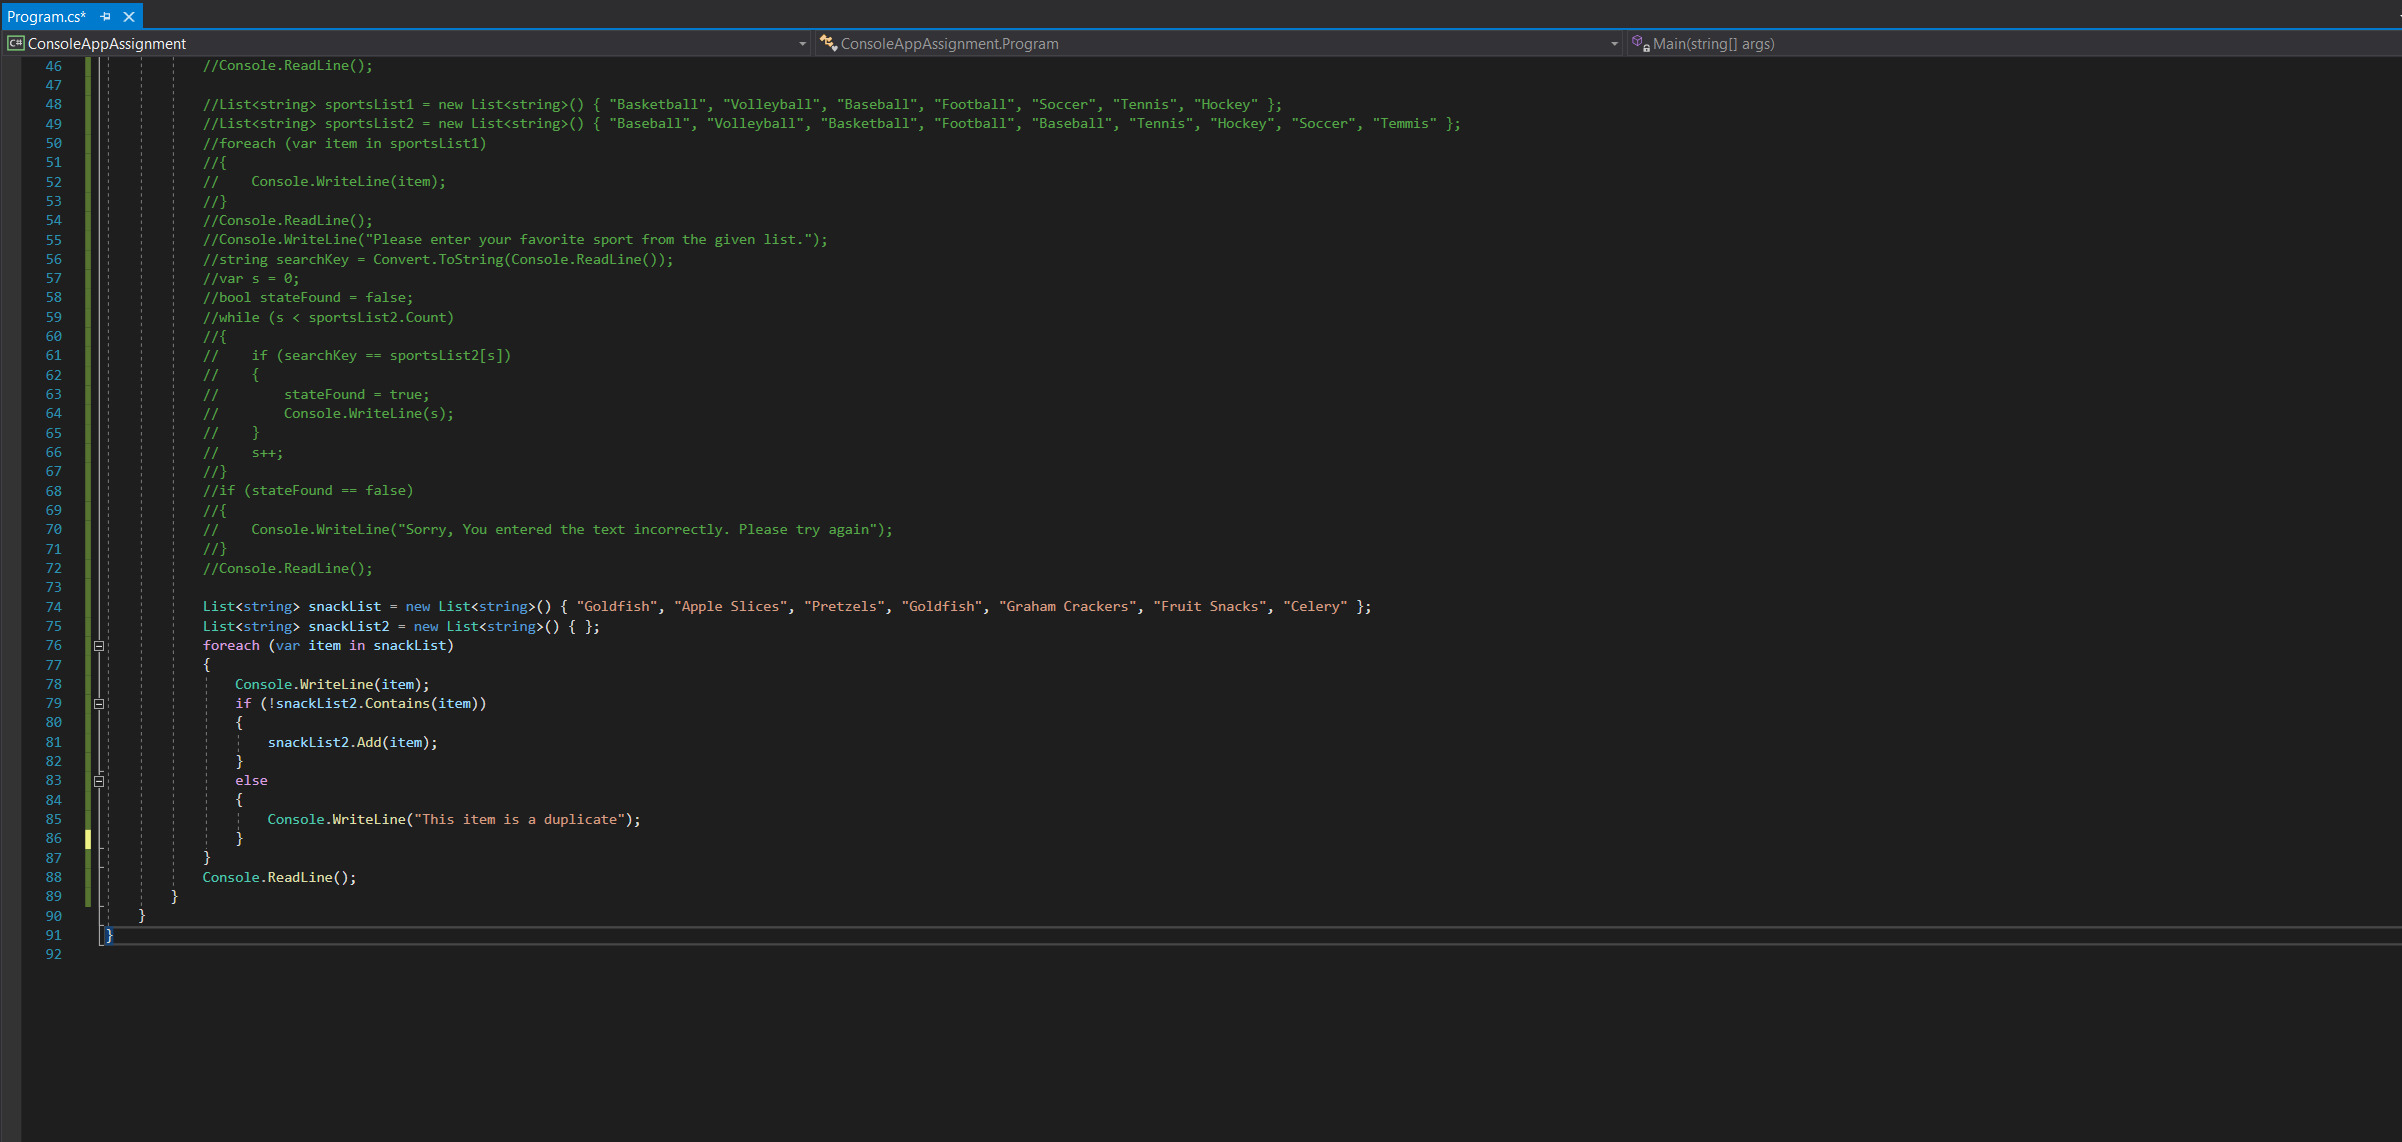 Program.cs*
C# ConsoleAppAssignment ConsoleAppAssignment.Program Main(string[] args)
46 //Console.ReadLine();
47
48 //List<string> sportsList1 = new List<string>() { "Basketball", "Volleyball", "Baseball", "Football", "Soccer", "Tennis", "Hockey" };
49 //List<string> sportsList2 = new List<string>() { "Baseball", "Volleyball", "Basketball", "Football", "Baseball", "Tennis", "Hockey", "Soccer", "Temmis" };
50 //foreach (var item in sportsList1)
51 //{
52 //    Console.WriteLine(item);
53 //}
54 //Console.ReadLine();
55 //Console.WriteLine("Please enter your favorite sport from the given list.");
56 //string searchKey = Convert.ToString(Console.ReadLine());
57 //var s = 0;
58 //bool stateFound = false;
59 //while (s < sportsList2.Count)
60 //{
61 //    if (searchKey == sportsList2[s])
62 //    {
63 //        stateFound = true;
64 //        Console.WriteLine(s);
65 //    }
66 //    s++;
67 //}
68 //if (stateFound == false)
69 //{
70 //    Console.WriteLine("Sorry, You entered the text incorrectly. Please try again");
71 //}
72 //Console.ReadLine();
73
74 List<string> snackList = new List<string>() { "Goldfish", "Apple Slices", "Pretzels", "Goldfish", "Graham Crackers", "Fruit Snacks", "Celery" };
75 List<string> snackList2 = new List<string>() { };
76 foreach (var item in snackList)
77 {
78     Console.WriteLine(item);
79     if (!snackList2.Contains(item))
80     {
81         snackList2.Add(item);
82     }
83     else
84     {
85         Console.WriteLine("This item is a duplicate");
86     }
87 }
88 Console.ReadLine();
89 }
90 }
91 }
92